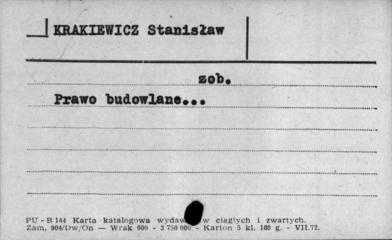 KRAKIEWICZ Stanisław
zob.
Prawo budowlane...
PU - B 144 Karta katalogowa wydaw w ciągłych i zwartych.
Zam. 904/Dw/On — Wrak 600 - 3 750 000 - Karton 5 kl. 180 g. - VII.72.